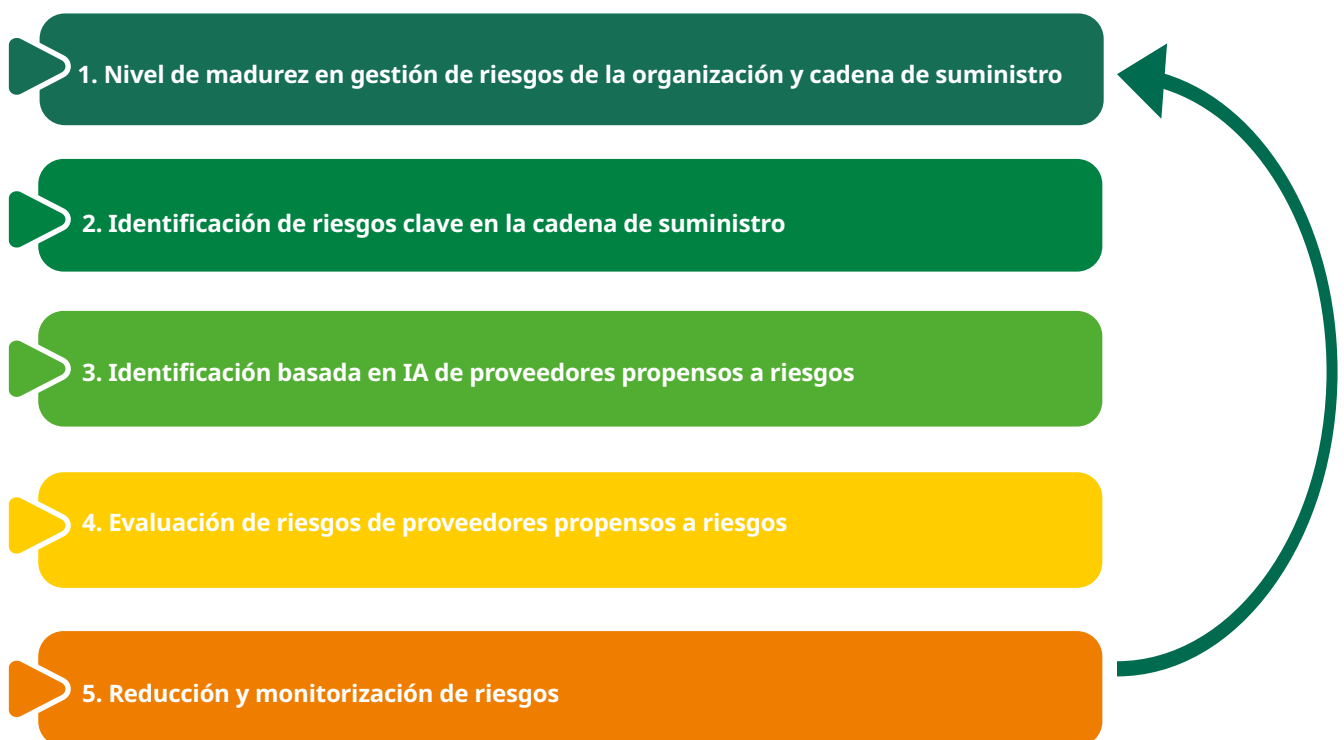 1. Nivel de madurez en gestión de riesgos de la organización y cadena de suministro
2. Identificación de riesgos clave en la cadena de suministro
3. Identificación basada en IA de proveedores propensos a riesgos
4. Evaluación de riesgos de proveedores propensos a riesgos
5. Reducción y monitorización de riesgos